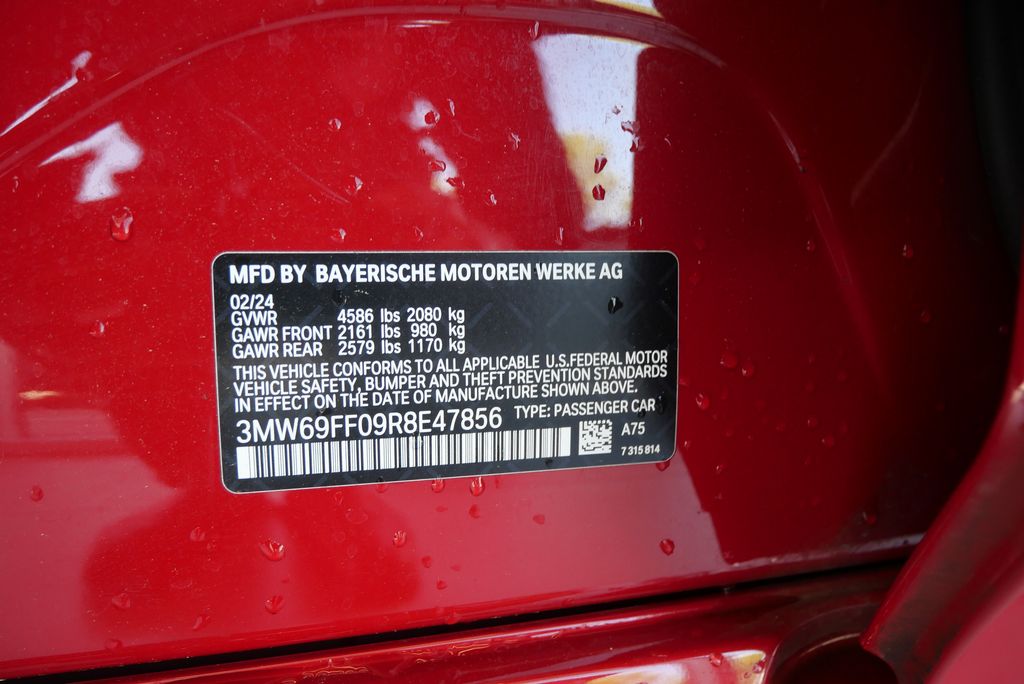 MFD BY BAYERISCHE MOTOREN WERKE AG
02/24
GVWR 4586 lbs 2080 kg
GAWR FRONT 2161 lbs 980 kg
GAWR REAR 2579 lbs 1170 kg
THIS VEHICLE CONFORMS TO ALL APPLICABLE U.S.FEDERAL MOTOR
VEHICLE SAFETY, BUMPER AND THEFT PREVENTION STANDARDS
IN EFFECT ON THE DATE OF MANUFACTURE SHOWN ABOVE.
3MW69FF09R8E47856 TYPE: PASSENGER CAR
A75
7 315 814